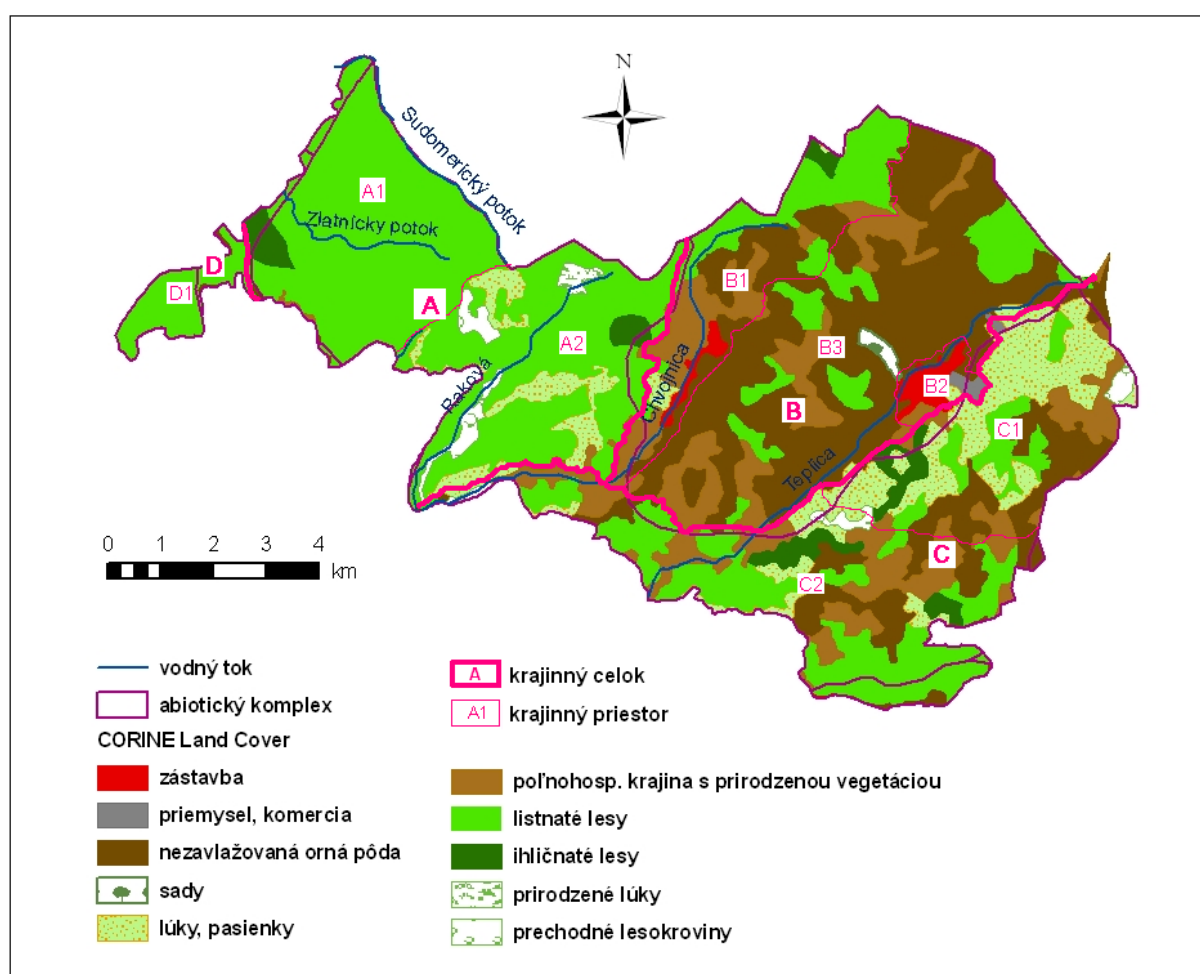 N
Sudomerický potok
A1
Zlatnícky potok
D
D1
A
A2
Raková
Chvojnica
B1
B3
B
B2
Teplica
C1
C
C2
0 1 2 3 4
km
vodný tok
abiotický komplex
CORINE Land Cover
zástavba
priemysel, komercia
nezavlažovaná orná pôda
sady
lúky, pasienky
A krajinný celok
A1 krajinný priestor
poľnohosp. krajina s prirodzenou vegetáciou
listnaté lesy
ihličnaté lesy
prirodzené lúky
prechodné lesokroviny